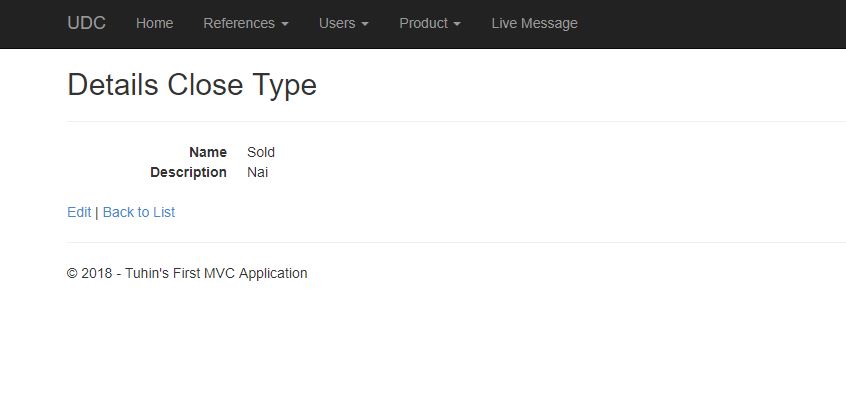 UDC Home References Users Product Live Message
Details Close Type
Name Sold
Description Nai
Edit | Back to List
© 2018 - Tuhin's First MVC Application